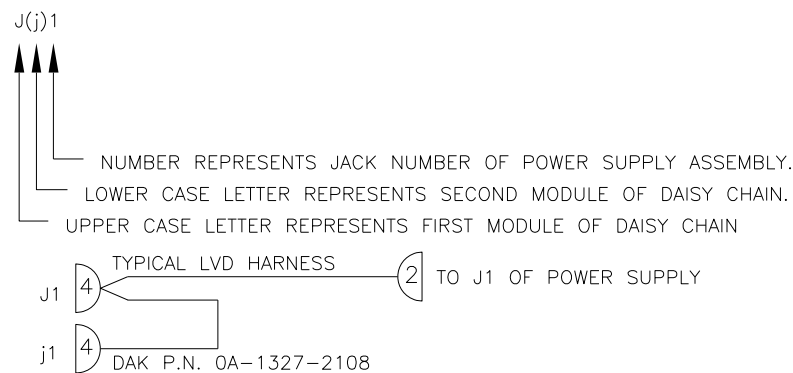 J(j)1
NUMBER REPRESENTS JACK NUMBER OF POWER SUPPLY ASSEMBLY.
LOWER CASE LETTER REPRESENTS SECOND MODULE OF DAISY CHAIN.
UPPER CASE LETTER REPRESENTS FIRST MODULE OF DAISY CHAIN
TYPICAL LVD HARNESS
J1 4 2 TO J1 OF POWER SUPPLY
j1 4
DAK P.N. 0A-1327-2108